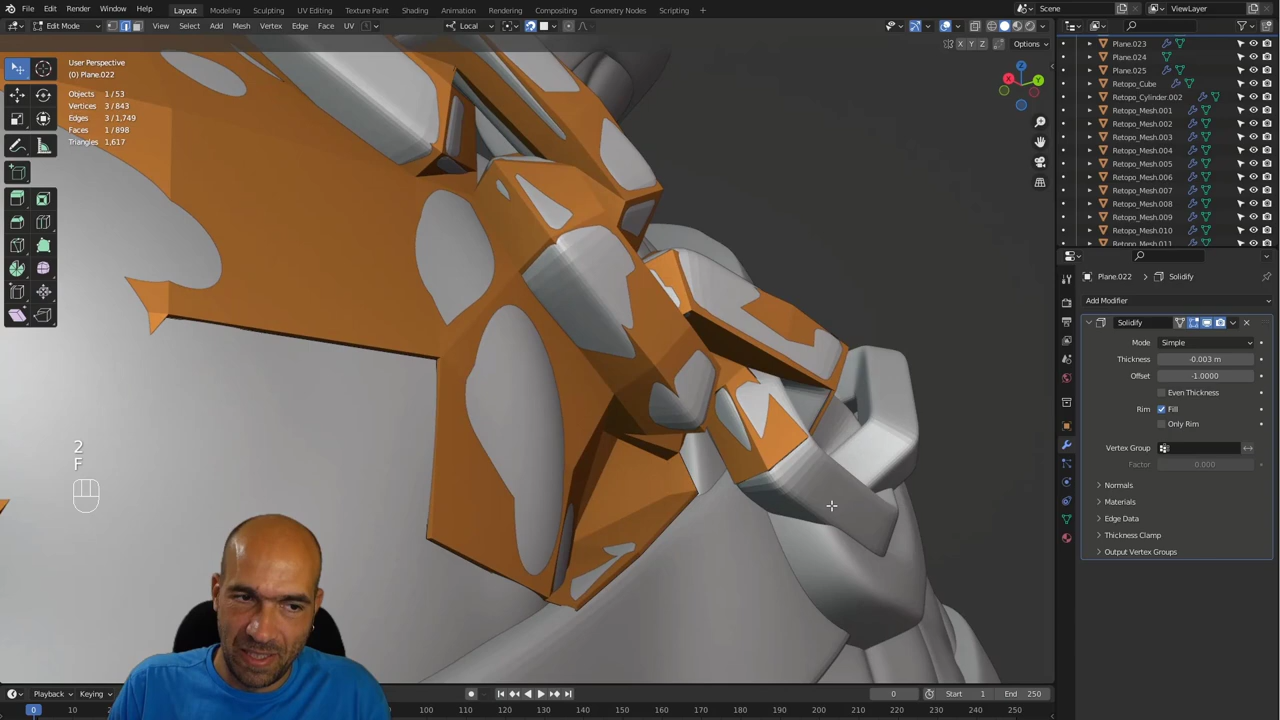 File Edit Render Window Help Layout Modeling Sculpting UV Editing Texture Paint Shading Animation Rendering Compositing Geometry Nodes Scripting Scene ViewLayer
Edit Mode View Select Add Mesh Vertex Edge Face UV Local
X Y Z Options
User Perspective
(0) Plane.022
Objects 1 / 53
Vertices 3 / 843
Edges 3 / 1,749
Faces 1 / 898
Triangles 1,617
X Y Z
2
F
Plane.023
Plane.024
Plane.025
Retopo_Cube
Retopo_Cylinder.002
Retopo_Mesh.001
Retopo_Mesh.002
Retopo_Mesh.003
Retopo_Mesh.004
Retopo_Mesh.005
Retopo_Mesh.006
Retopo_Mesh.007
Retopo_Mesh.008
Retopo_Mesh.009
Retopo_Mesh.010
Retopo_Mesh.011
Plane.022 Solidify
Add Modifier
Solidify
Mode Simple
Thickness -0.003 m
Offset -1.0000
Even Thickness
Rim Fill
Only Rim
Vertex Group
Factor 0.000
Normals
Materials
Edge Data
Thickness Clamp
Output Vertex Groups
Playback Keying 0 Start 1 End 250
0 10 100 110 120 130 140 150 160 170 180 190 200 210 220 230 240 250